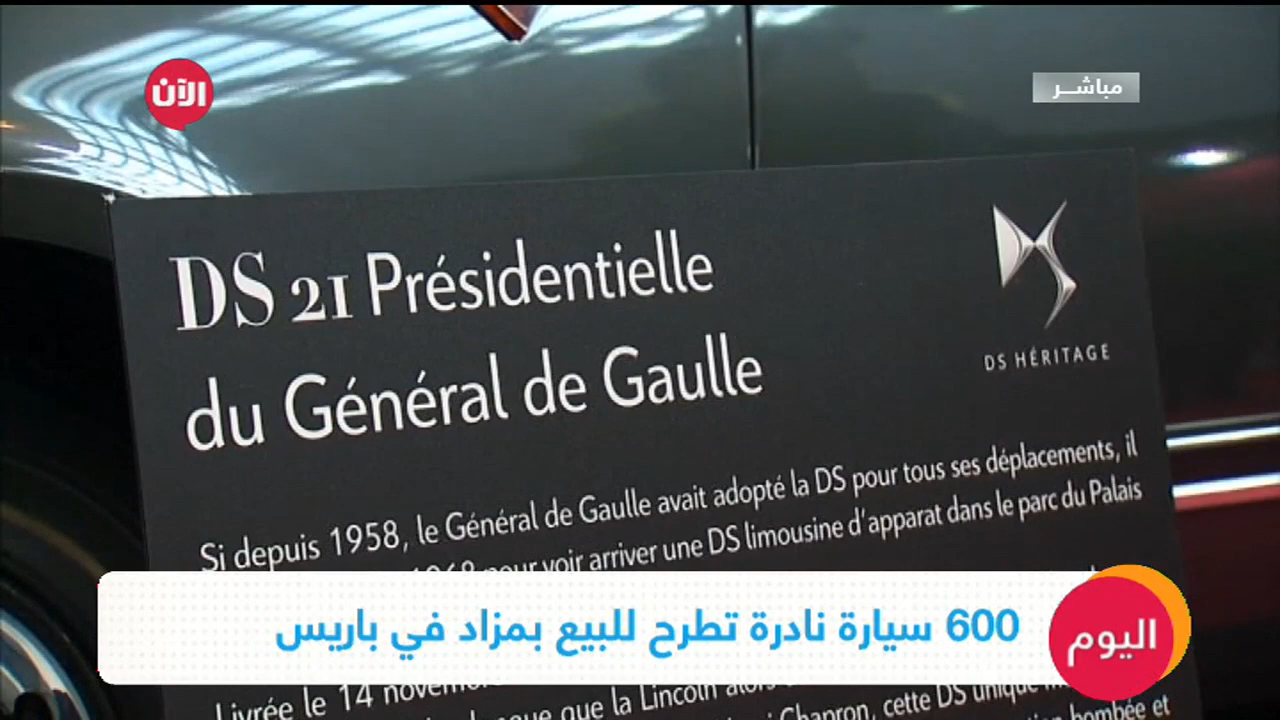 الآن
مباشر
DS 21 Présidentielle
du Général de Gaulle
DS HÉRITAGE
Si depuis 1958, le Général de Gaulle avait adopté la DS pour tous ses déplacements, il
1968 pour voir arriver une DS limousine d'apparat dans le parc du Palais
600 سيارة نادرة تطرح للبيع بمزاد في باريس
اليوم
Livrée le 14
que la Lincoln alors
Chapron, cette DS unique
bombée et